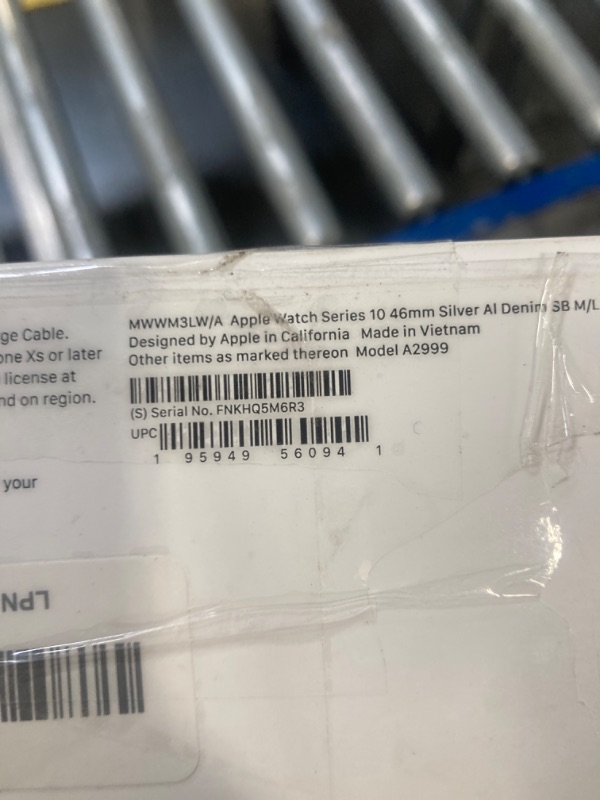 MWWM3LW/A Apple Watch Series 10 46mm Silver Al Denim SB M/L
Designed by Apple in California Made in Vietnam
Other items as marked thereon Model A2999
(S) Serial No. FNKHQ5M6R3
UPC
1 95949 56094 1
ge Cable.
one Xs or later
license at
nd on region.
your
LPN